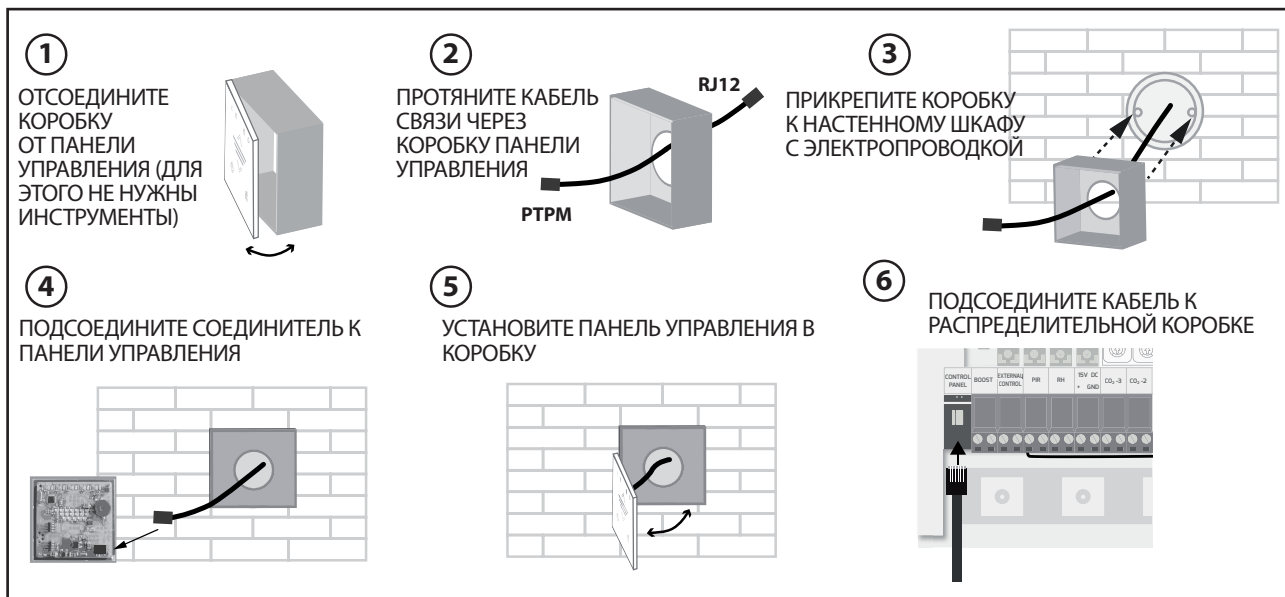 1
ОТСОЕДИНИТЕ
КОРОБКУ
ОТ ПАНЕЛИ
УПРАВЛЕНИЯ (ДЛЯ
ЭТОГО НЕ НУЖНЫ
ИНСТРУМЕНТЫ)
2
ПРОТЯНИТЕ КАБЕЛЬ
СВЯЗИ ЧЕРЕЗ
КОРОБКУ ПАНЕЛИ
УПРАВЛЕНИЯ
RJ12
PTPM
3
ПРИКРЕПИТЕ КОРОБКУ
К НАСТЕННОМУ ШКАФУ
С ЭЛЕКТРОПРОВОДКОЙ
4
ПОДСОЕДИНИТЕ СОЕДИНИТЕЛЬ К
ПАНЕЛИ УПРАВЛЕНИЯ
5
УСТАНОВИТЕ ПАНЕЛЬ УПРАВЛЕНИЯ В
КОРОБКУ
6
ПОДСОЕДИНИТЕ КАБЕЛЬ К
РАСПРЕДЕЛИТЕЛЬНОЙ КОРОБКЕ
CONTROL
PANEL
BOOST
EXTERNAL
CONTROL
PIR
RH
15V DC
+ GND
CO₂-3
CO₂-2